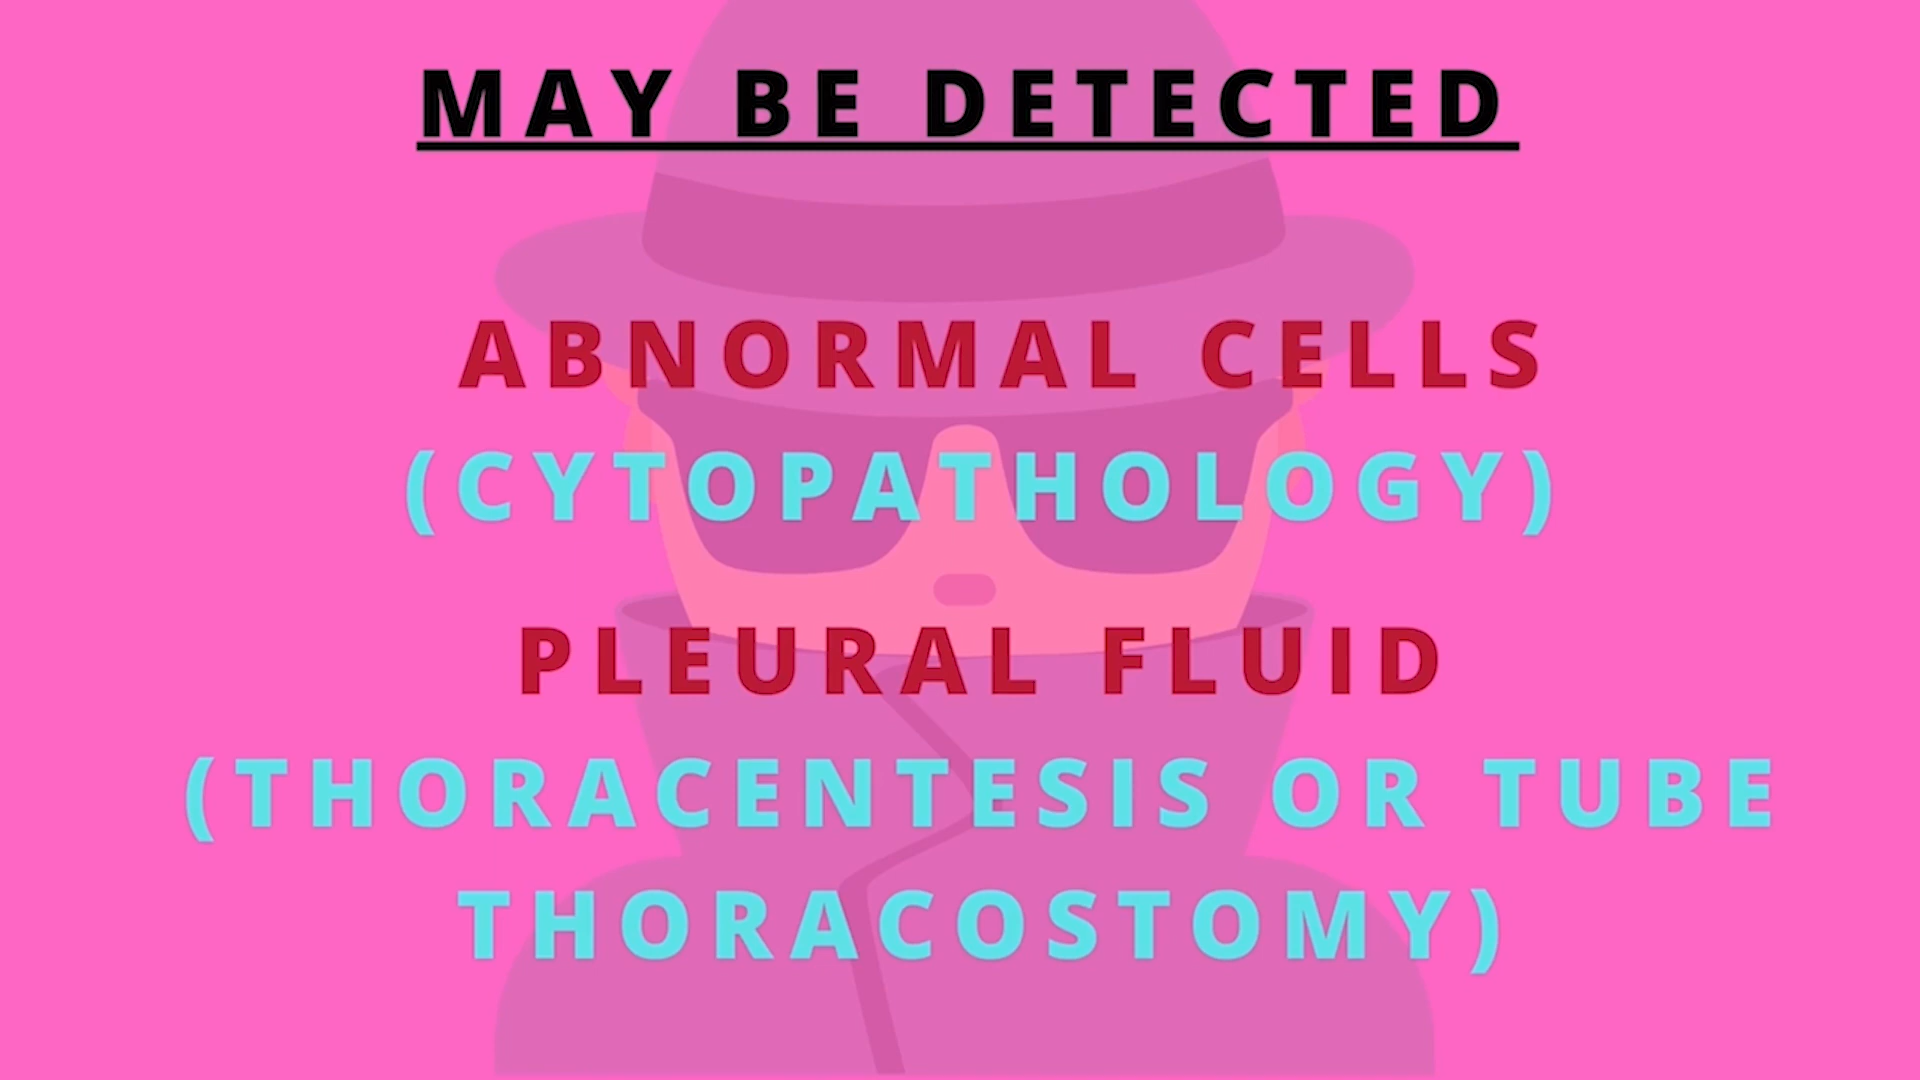 MAY BE DETECTED
ABNORMAL CELLS
(CYTOPATHOLOGY)
PLEURAL FLUID
(THORACENTESIS OR TUBE
THORACOSTOMY)